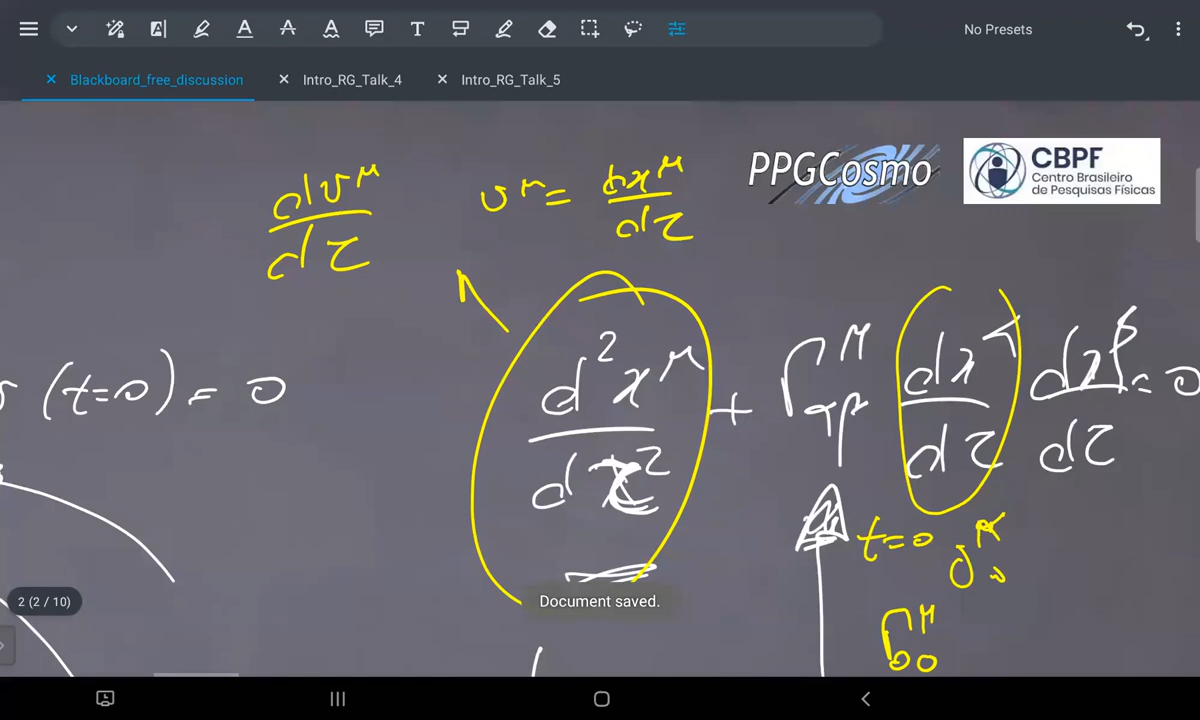 No Presets
Blackboard_free_discussion
Intro_RG_Talk_4
Intro_RG_Talk_5
PPGCosmo
CBPF
Centro Brasileiro
de Pesquisas Físicas
dv^μ/dτ
v^μ = dx^μ/dτ
(t=0) = 0
d²x^μ/dτ² + Γ^μ_αβ dx^α/dτ dx^β/dτ = 0
t=0
Γ^μ_00
Document saved.
2 (2 / 10)